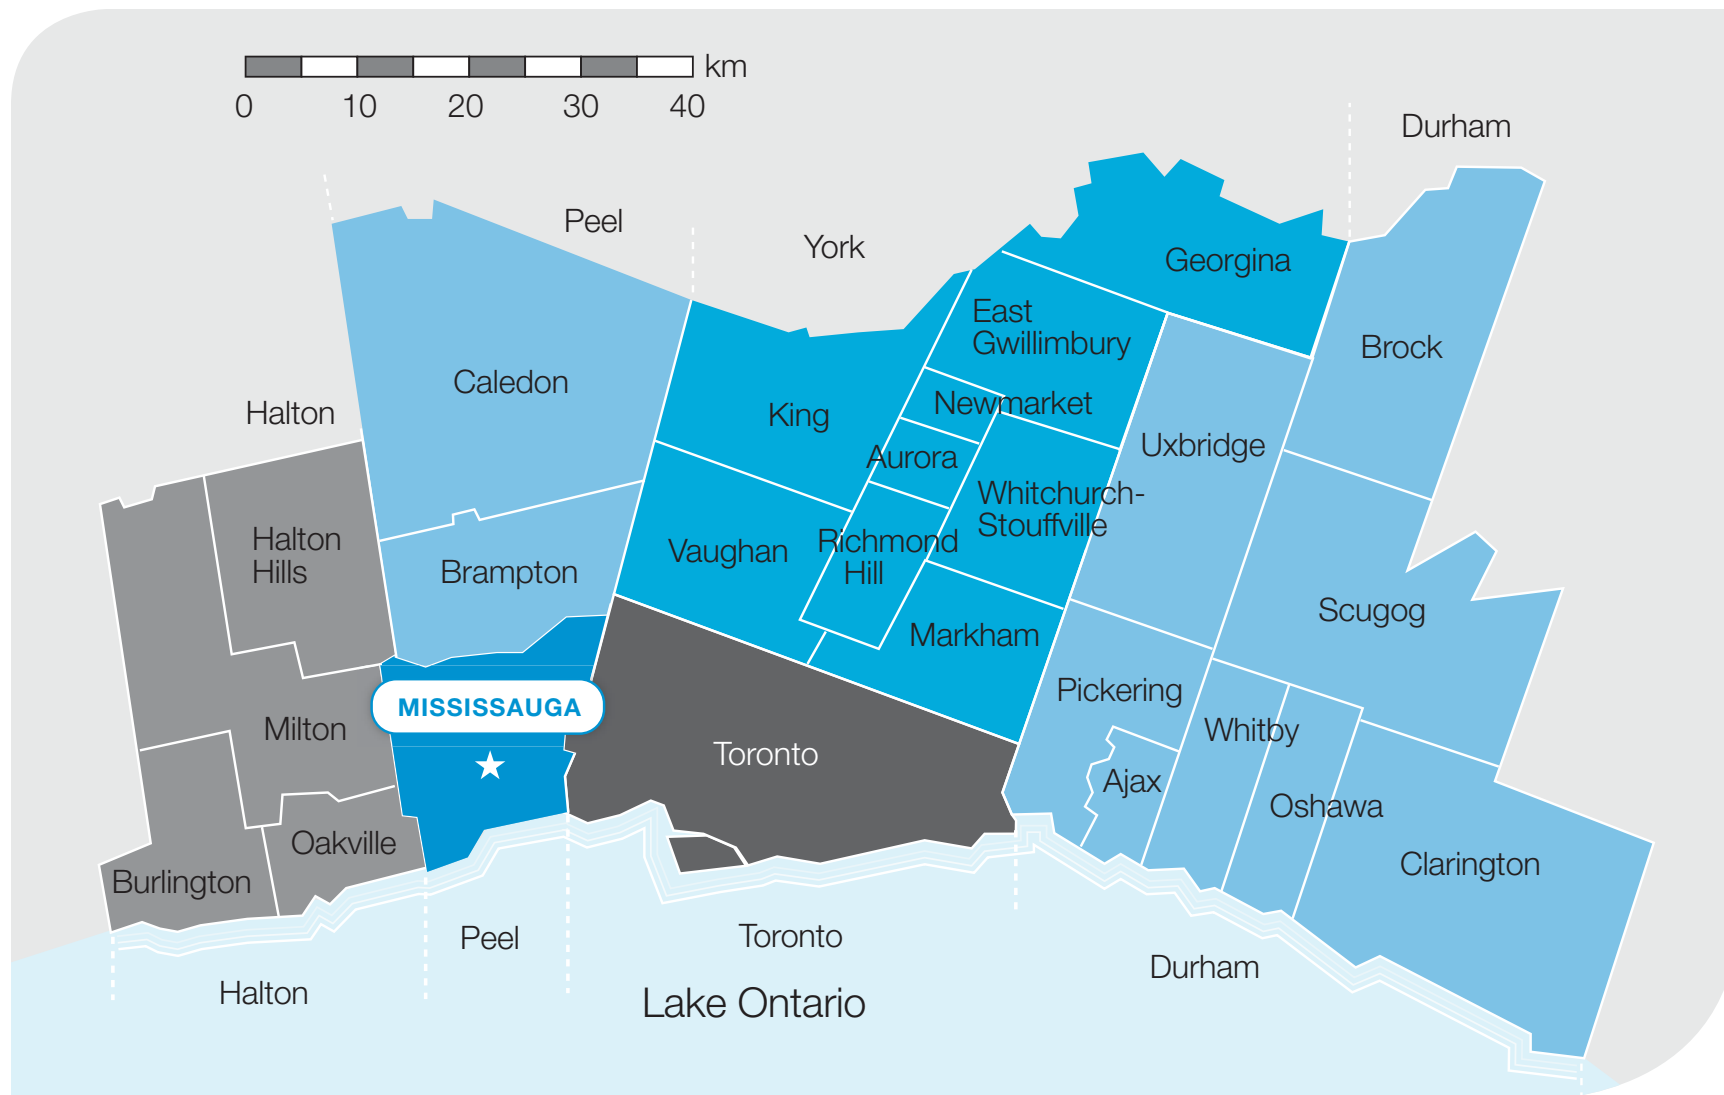 km
0 10 20 30 40
Durham
Peel
York
Georgina
East
Gwillimbury
Brock
Caledon
Halton
King
Newmarket
Uxbridge
Aurora
Whitchurch-
Stouffville
Halton
Hills
Vaughan
Richmond
Hill
Brampton
Scugog
Markham
Pickering
MISSISSAUGA
Milton
Toronto
Whitby
Ajax
Oshawa
Oakville
Clarington
Burlington
Peel
Toronto
Durham
Halton
Lake Ontario